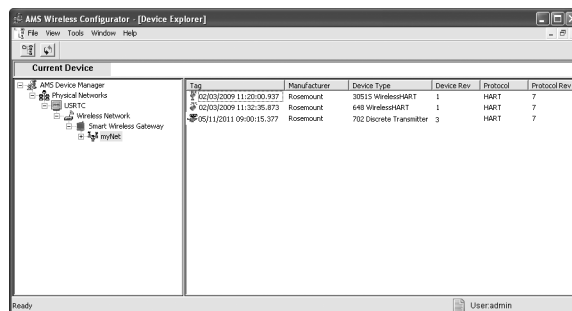 AMS Wireless Configurator - [Device Explorer]
File View Tools Window Help
Current Device
AMS Device Manager
Physical Networks
USRTC
Wireless Network
Smart Wireless Gateway
myNet
Tag Manufacturer Device Type Device Rev Protocol Protocol Rev
02/03/2009 11:20:00.937 Rosemount 3051S WirelessHART 1 HART 7
02/03/2009 11:32:35.873 Rosemount 648 WirelessHART 1 HART 7
05/11/2011 09:00:15.377 Rosemount 702 Discrete Transmitter 3 HART 7
Ready User:admin